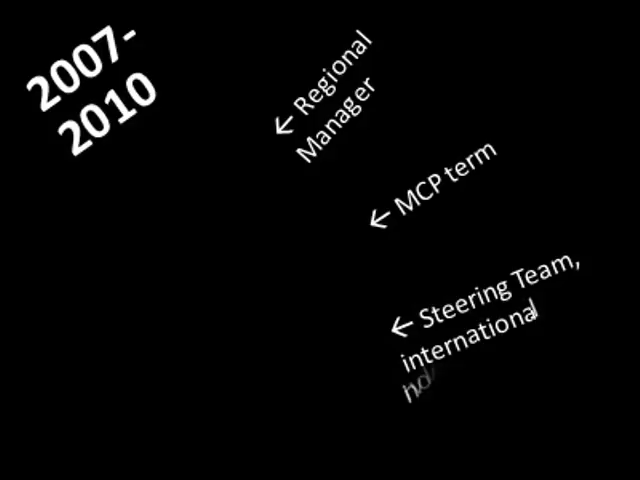 2007-
2010
← Regional
Manager
← MCP term
← Steering Team,
international